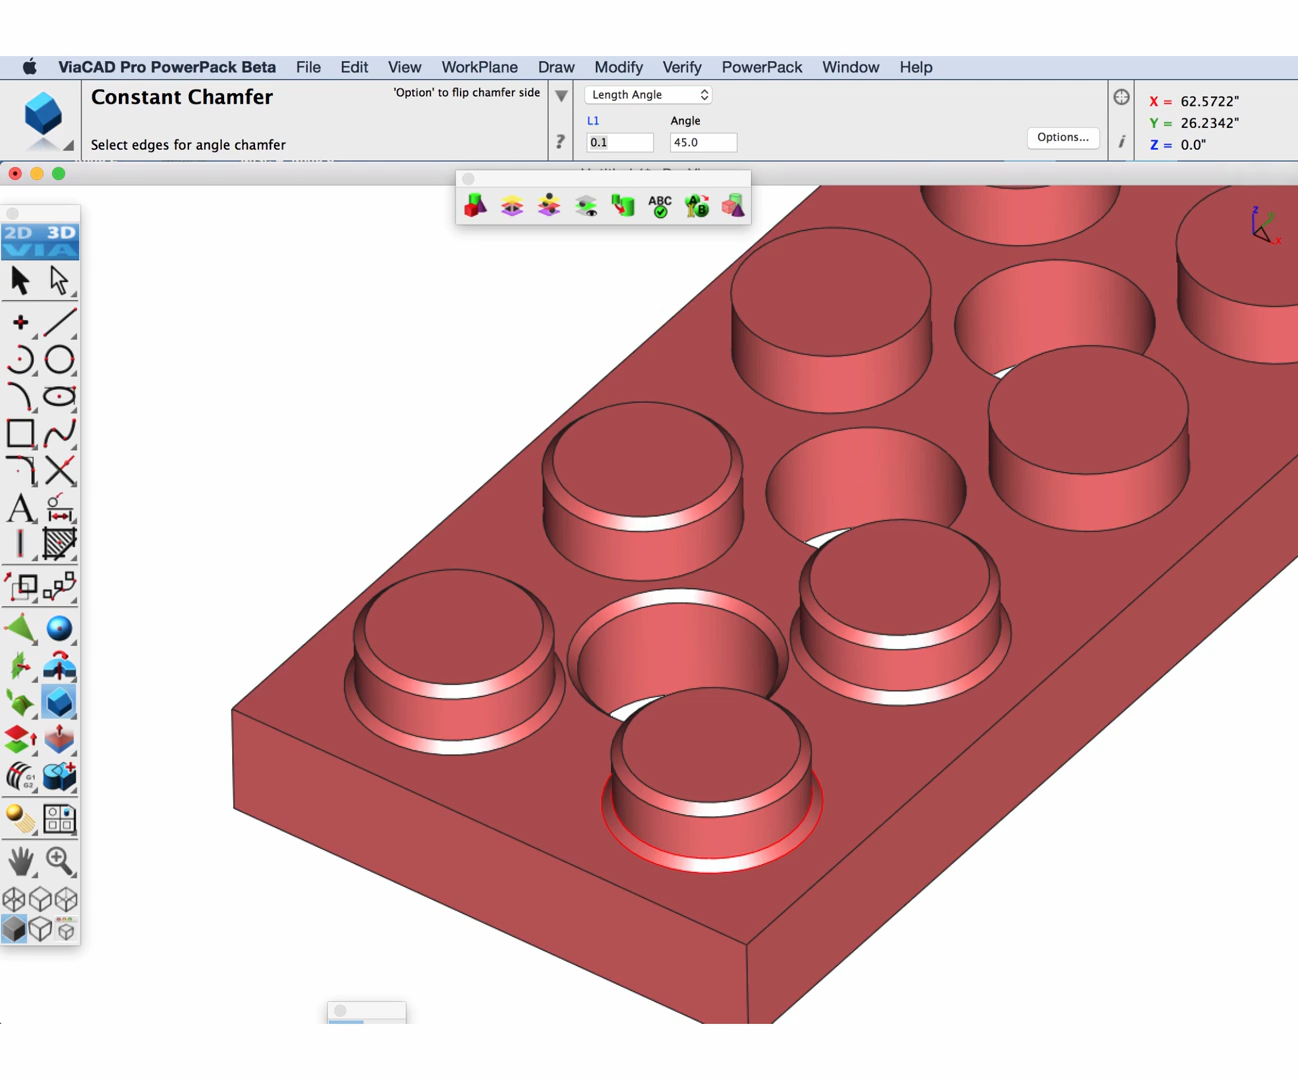 ViaCAD Pro PowerPack Beta File Edit View WorkPlane Draw Modify Verify PowerPack Window Help
Constant Chamfer
'Option' to flip chamfer side
Select edges for angle chamfer
?
Length Angle
L1 Angle
0.1 45.0
Options...
i
X = 62.5722"
Y = 26.2342"
Z = 0.0"
ABC
A
B
2D 3D
VIA
A
G1
G2
z
x